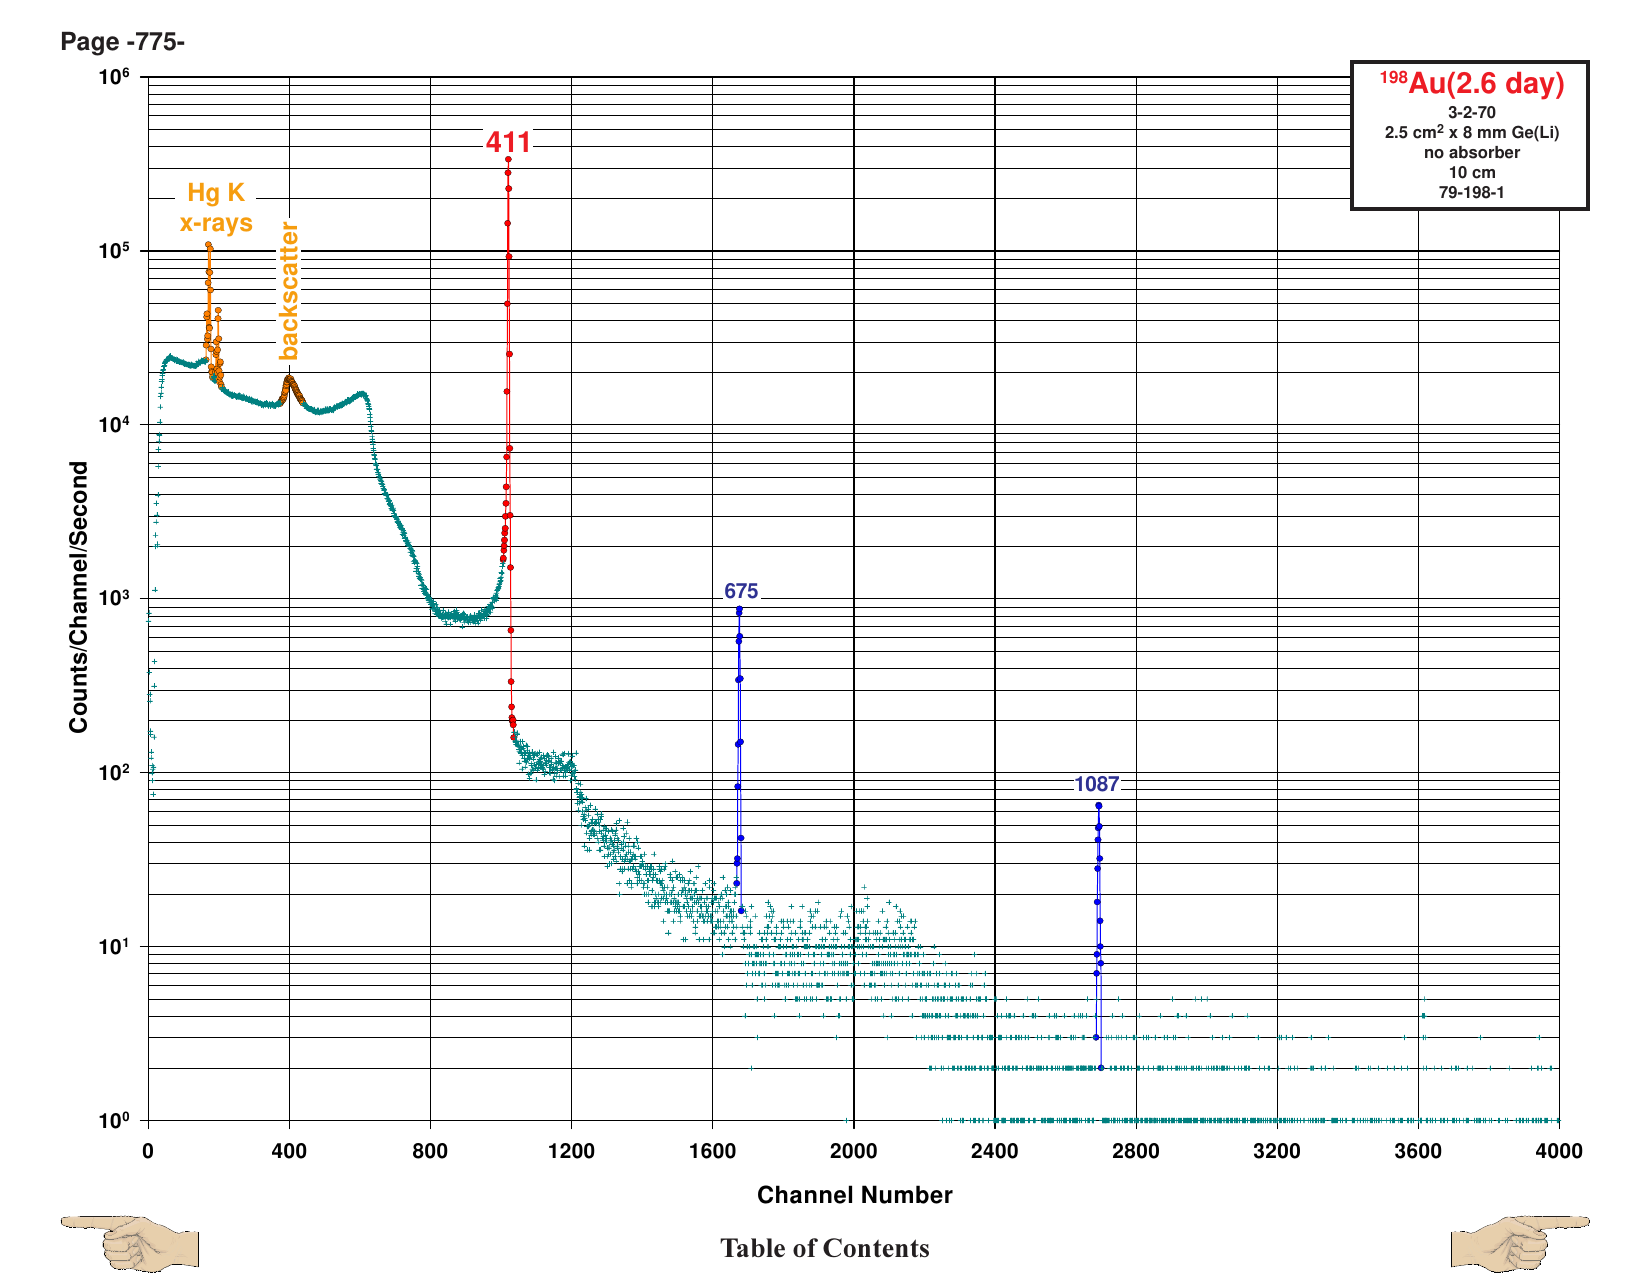 Page -775-
¹⁹⁸Au(2.6 day)
3-2-70
2.5 cm² x 8 mm Ge(Li)
no absorber
10 cm
79-198-1
10⁶
10⁵
10⁴
10³
10²
10¹
10⁰
Counts/Channel/Second
Hg K
x-rays
backscatter
411
675
1087
0 400 800 1200 1600 2000 2400 2800 3200 3600 4000
Channel Number
Table of Contents